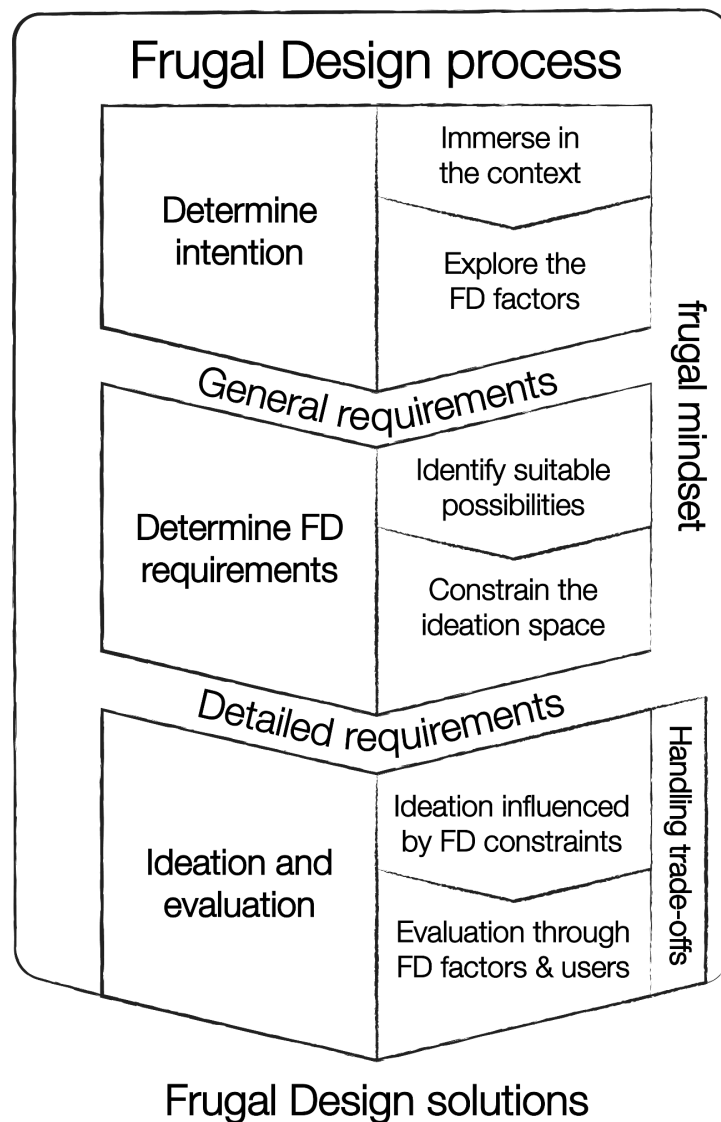 Frugal Design process
Determine
intention
Immerse in
the context
Explore the
FD factors
General requirements
Determine FD
requirements
Identify suitable
possibilities
Constrain the
ideation space
frugal mindset
Detailed requirements
Ideation and
evaluation
Ideation influenced
by FD constraints
Evaluation through
FD factors & users
Handling trade-offs
Frugal Design solutions